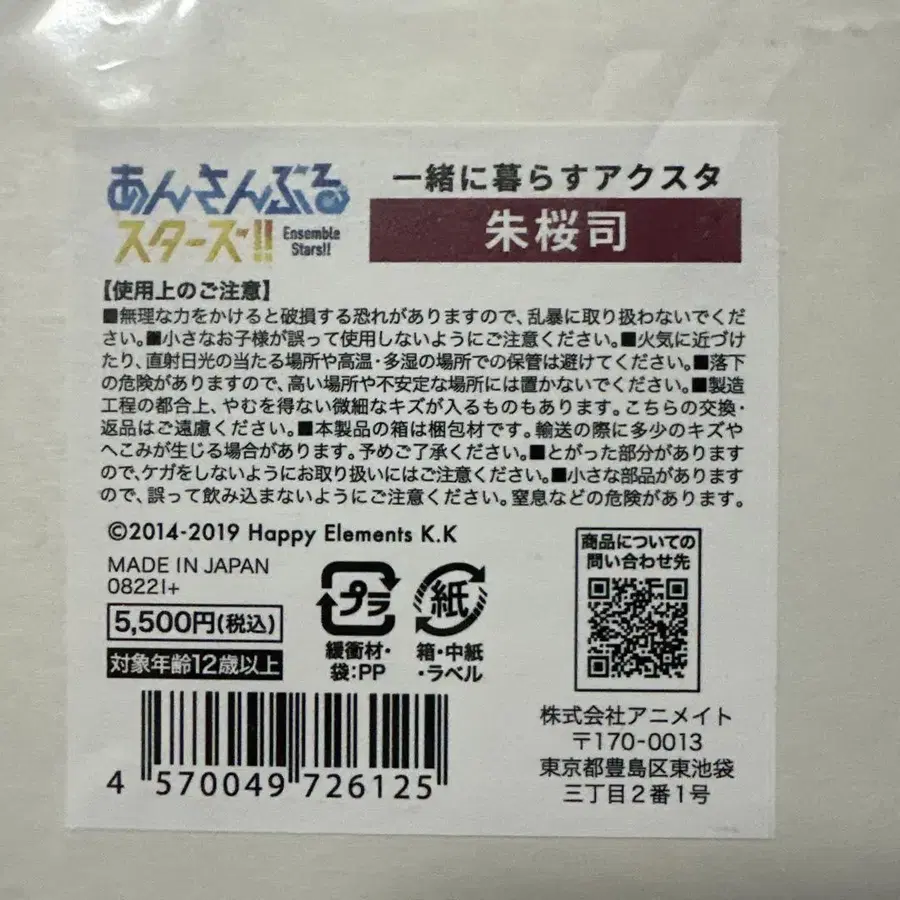 あんさんぶる
スターズ!!
Ensemble
Stars!!
一緒に暮らすアクスタ
朱桜司
【使用上のご注意】
■無理な力をかけると破損する恐れがありますので、乱暴に取り扱わないでくだ
さい。■小さなお子様が誤って使用しないようにご注意ください。■火気に近づけ
たり、直射日光の当たる場所や高温・多湿の場所での保管は避けてください。■落下
の危険がありますので、高い場所や不安定な場所には置かないでください。■製造
工程の都合上、やむを得ない微細なキズが入るものもあります。こちらの交換・
返品はご遠慮ください。■本製品の箱は梱包材です。輸送の際に多少のキズや
へこみが生じる場合があります。予めご了承ください。■とがった部分があります
ので、ケガをしないようにお取り扱いにはご注意ください。■小さな部品があります
ので、誤って飲み込まないようにご注意ください。窒息などの危険があります。
©2014-2019 Happy Elements K.K
MADE IN JAPAN
0822I+
5,500円(税込)
対象年齢12歳以上
プラ
緩衝材・
袋:PP
紙
箱・中紙
・ラベル
商品についての
問い合わせ先
株式会社アニメイト
〒170-0013
東京都豊島区東池袋
三丁目2番1号
4 570049 726125